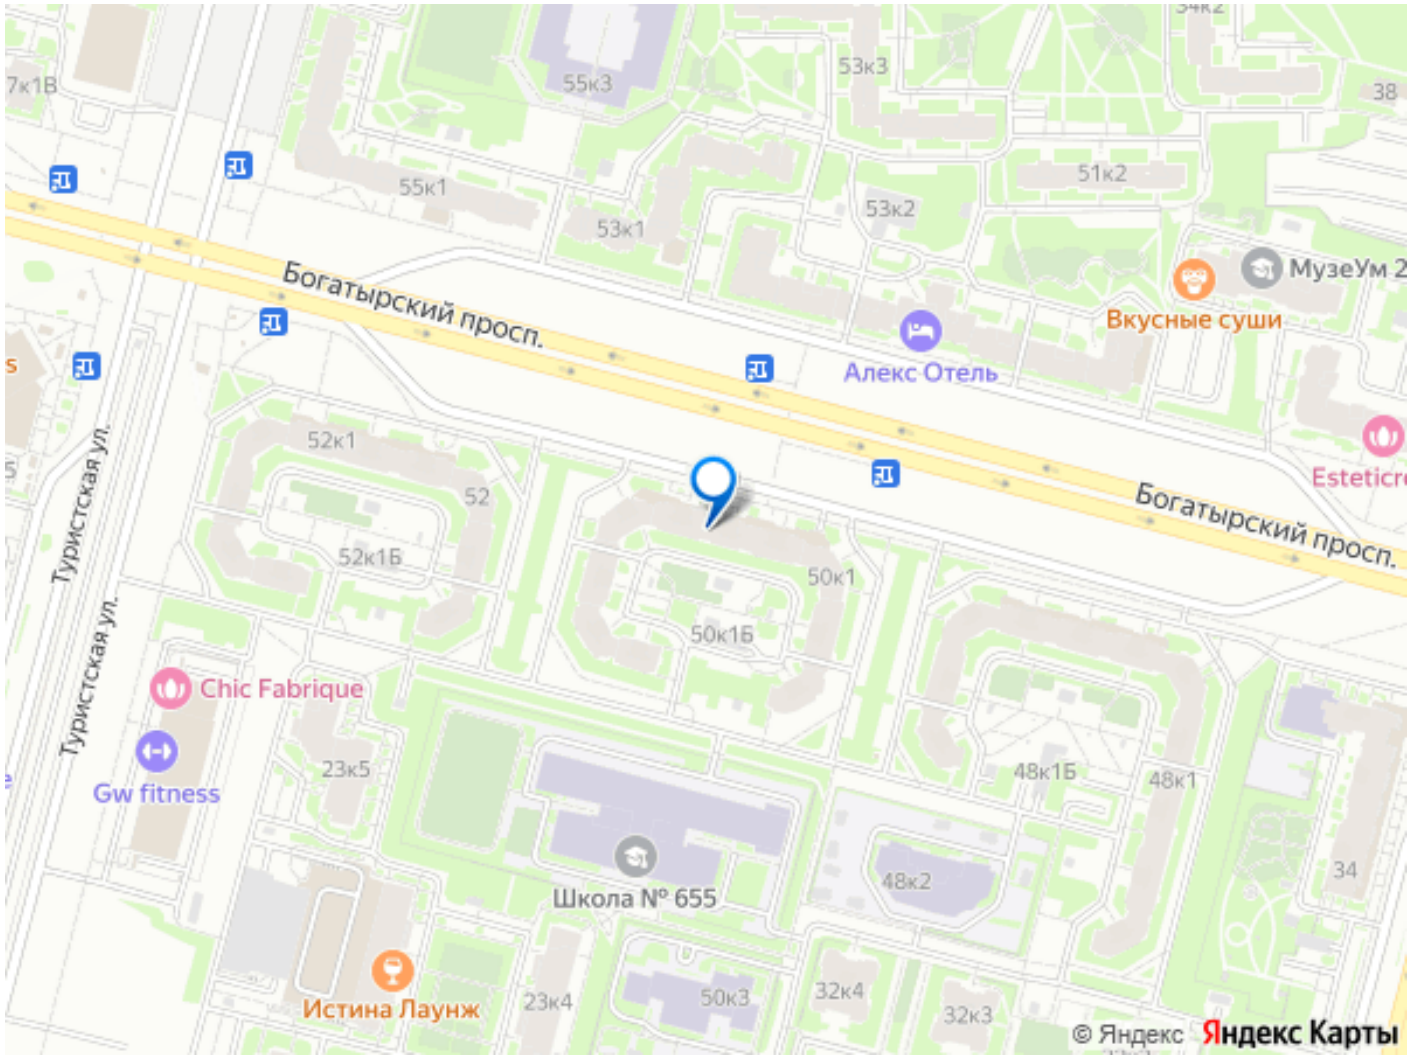 34к2
53к3
55к3
7к1В
38
51к2
55к1
53к2
53к1
МузеУм 2
Богатырский просп.
Вкусные суши
Алекс Отель
s
52к1
Esteticre
52
Туристская ул.
Богатырский просп.
5
52к1Б
50к1
50к1Б
Туристская ул.
Chic Fabrique
23к5
48к1Б
48к1
e
Gw fitness
34
48к2
Школа № 655
Истина Лаунж
23к4
50к3
32к4
32к3
© Яндекс Яндекс Карты